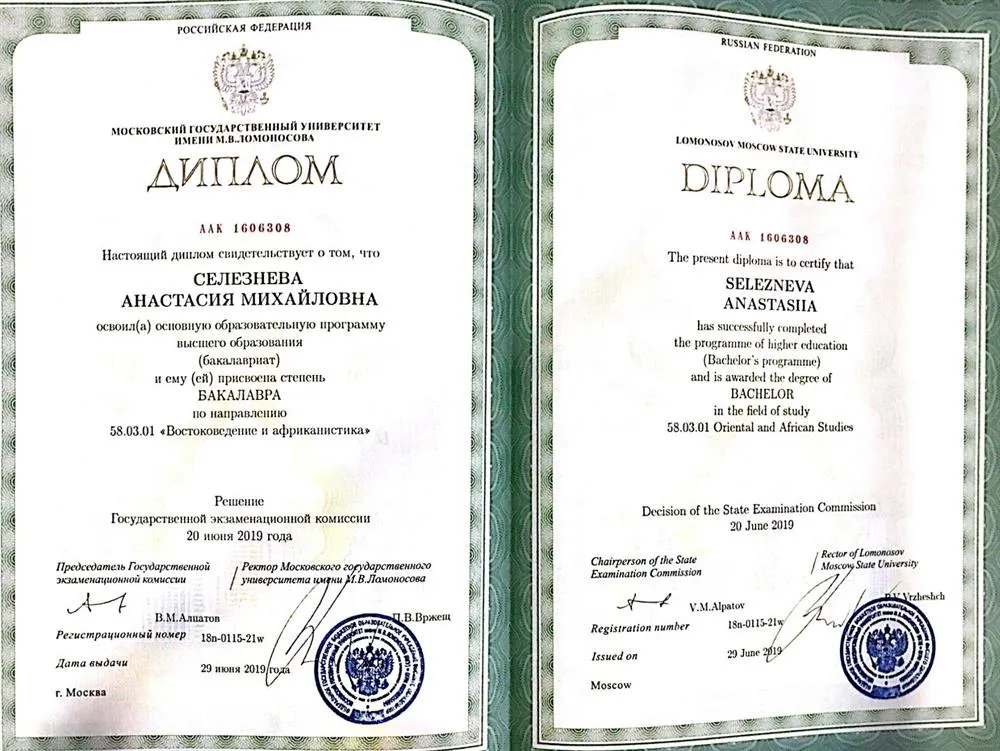 РОССИЙСКАЯ ФЕДЕРАЦИЯ
МОСКОВСКИЙ ГОСУДАРСТВЕННЫЙ УНИВЕРСИТЕТ
ИМЕНИ М.В.ЛОМОНОСОВА
ДИПЛОМ
ААК 1606308
Настоящий диплом свидетельствует о том, что
СЕЛЕЗНЕВА
АНАСТАСИЯ МИХАЙЛОВНА
освоил(а) основную образовательную программу
высшего образования
(бакалавриат)
и ему (ей) присвоена степень
БАКАЛАВРА
по направлению
58.03.01 «Востоковедение и африканистика»
Решение
Государственной экзаменационной комиссии
20 июня 2019 года
Председатель Государственной
экзаменационной комиссии
Ректор Московского государственного
университета имени М.В.Ломоносова
В.М.Алпатов
П.В.Вржещ
Регистрационный номер 18п-0115-21w
Дата выдачи 29 июня 2019 года
г. Москва
RUSSIAN FEDERATION
LOMONOSOV MOSCOW STATE UNIVERSITY
DIPLOMA
ААК 1606308
The present diploma is to certify that
SELEZNEVA
ANASTASIIA
has successfully completed
the programme of higher education
(Bachelor's programme)
and is awarded the degree of
BACHELOR
in the field of study
58.03.01 Oriental and African Studies
Decision of the State Examination Commission
20 June 2019
Chairperson of the State
Examination Commission
Rector of Lomonosov
Moscow State University
V.M.Alpatov
P.V.Vrzheshch
Registration number 18n-0115-21w
Issued on 29 June 2019
Moscow